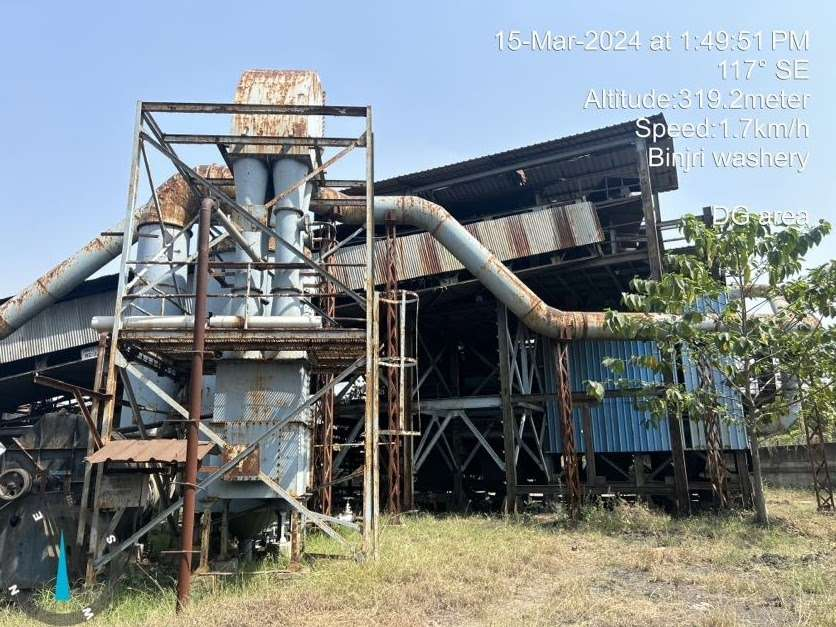 15-Mar-2024 at 1:49:51 PM
117° SE
Altitude:319.2meter
Speed:1.7km/h
Binjri washery
DG area
E
S
N
W